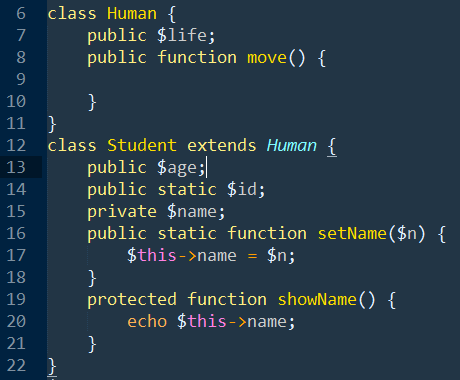 6 class Human {
7     public $life;
8     public function move() {
9
10     }
11 }
12 class Student extends Human {
13     public $age;
14     public static $id;
15     private $name;
16     public static function setName($n) {
17         $this->name = $n;
18     }
19     protected function showName() {
20         echo $this->name;
21     }
22 }